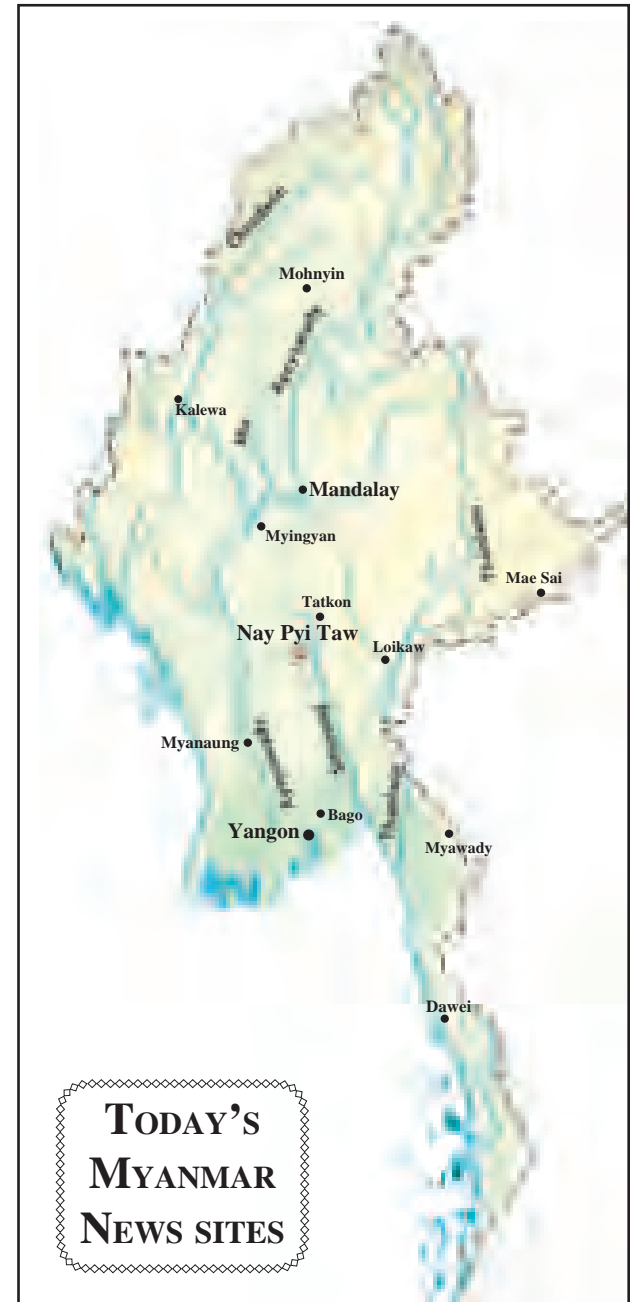 Mohnyin
Kalewa
Mandalay
Myingyan
Mae Sai
Tatkon
Nay Pyi Taw
Loikaw
Myanaung
Bago
Yangon
Myawady
Dawei
TODAY'S
MYANMAR
NEWS SITES